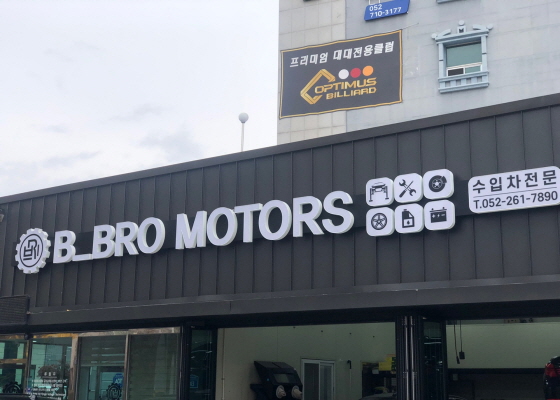 052
710-3177
프리미엄 대대전용클럽
OPTIMUS
BILLIARD
B_BRO MOTORS
수입차전문
T.052-261-7890